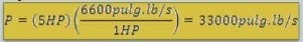 P = (5HP) (6600pulg.lb/s / 1HP) = 33000pulg.lb/s